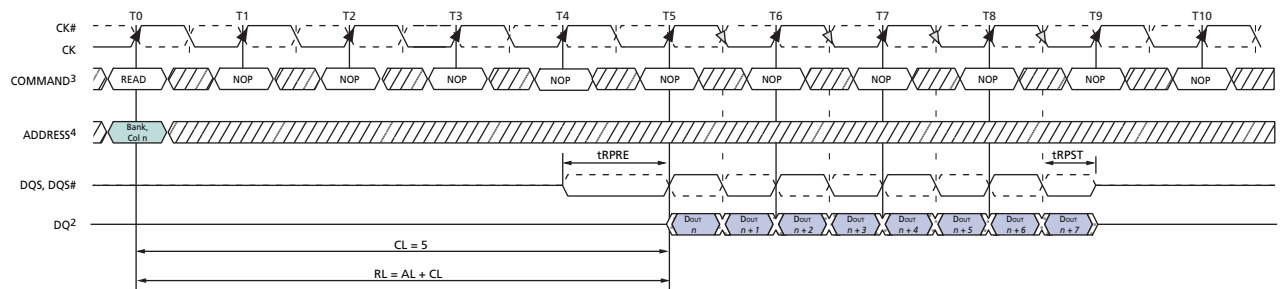 T0 T1 T2 T3 T4 T5 T6 T7 T8 T9 T10
CK#
CK
COMMAND3 READ NOP NOP NOP NOP NOP NOP NOP NOP NOP NOP
ADDRESS4 Bank,
Col n
tRPRE tRPST
DQS, DQS#
DQ2 DOUT n DOUT n + 1 DOUT n + 2 DOUT n + 3 DOUT n + 4 DOUT n + 5 DOUT n + 6 DOUT n + 7
CL = 5
RL = AL + CL